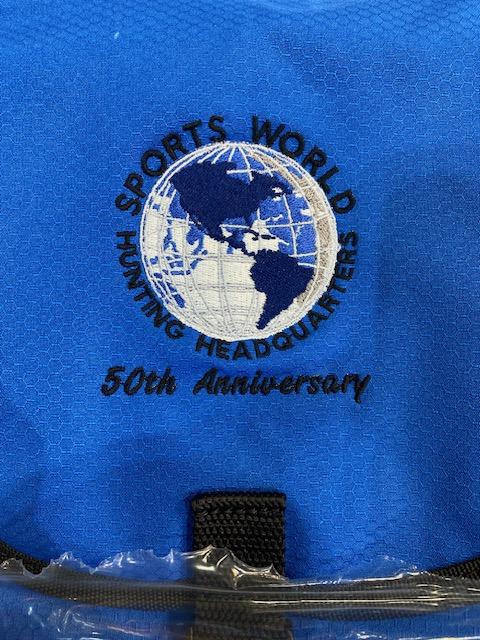 SPORTS WORLD
HUNTING HEADQUARTERS
50th Anniversary